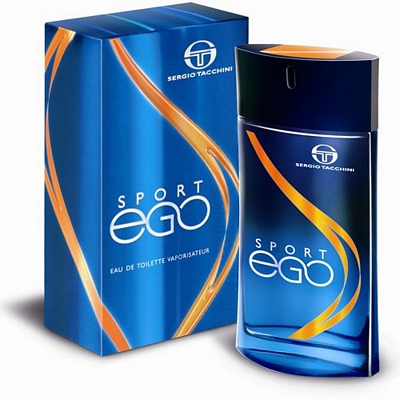 SERGIO TACCHINI
SPORT
eGO
EAU DE TOILETTE VAPORISATEUR
SERGIO TACCHINI
SPORT
eGO